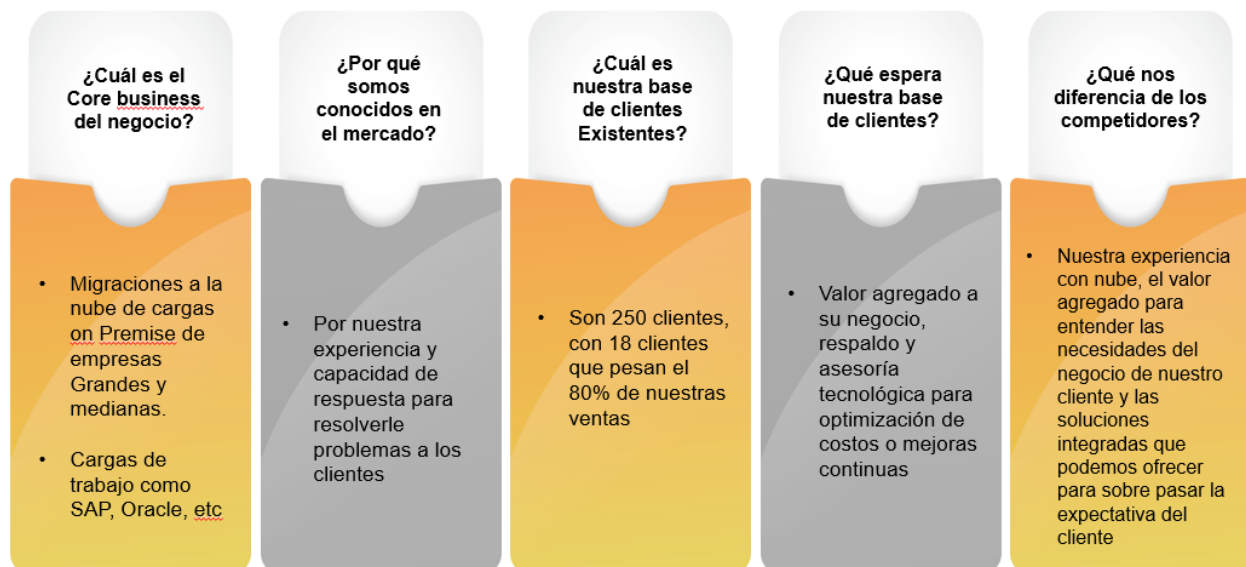 ¿Cuál es el
Core business
del negocio?
• Migraciones a la
nube de cargas
on Premise de
empresas
Grandes y
medianas.
• Cargas de
trabajo como
SAP, Oracle, etc
¿Por qué
somos
conocidos en
el mercado?
• Por nuestra
experiencia y
capacidad de
respuesta para
resolverle
problemas a los
clientes
¿Cuál es
nuestra base
de clientes
Existentes?
• Son 250 clientes,
con 18 clientes
que pesan el
80% de nuestras
ventas
¿Qué espera
nuestra base
de clientes?
• Valor agregado a
su negocio,
respaldo y
asesoría
tecnológica para
optimización de
costos o mejoras
continuas
¿Qué nos
diferencia de los
competidores?
• Nuestra experiencia
con nube, el valor
agregado para
entender las
necesidades del
negocio de nuestro
cliente y las
soluciones
integradas que
podemos ofrecer
para sobre pasar la
expectativa del
cliente